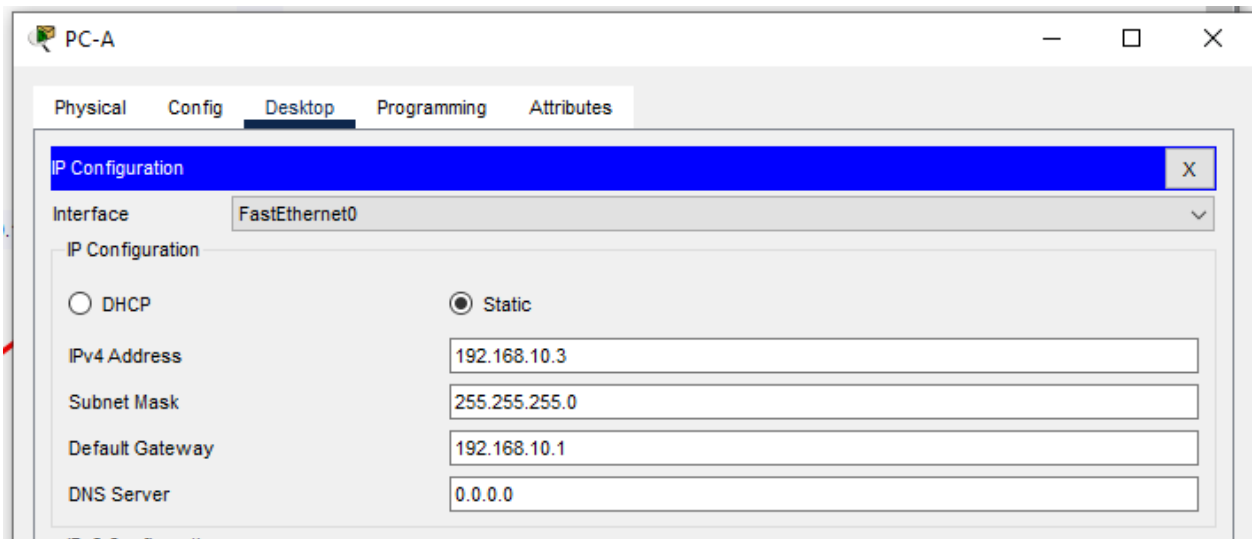 PC-A
Physical Config Desktop Programming Attributes
IP Configuration X
Interface FastEthernet0
IP Configuration
DHCP Static
IPv4 Address 192.168.10.3
Subnet Mask 255.255.255.0
Default Gateway 192.168.10.1
DNS Server 0.0.0.0